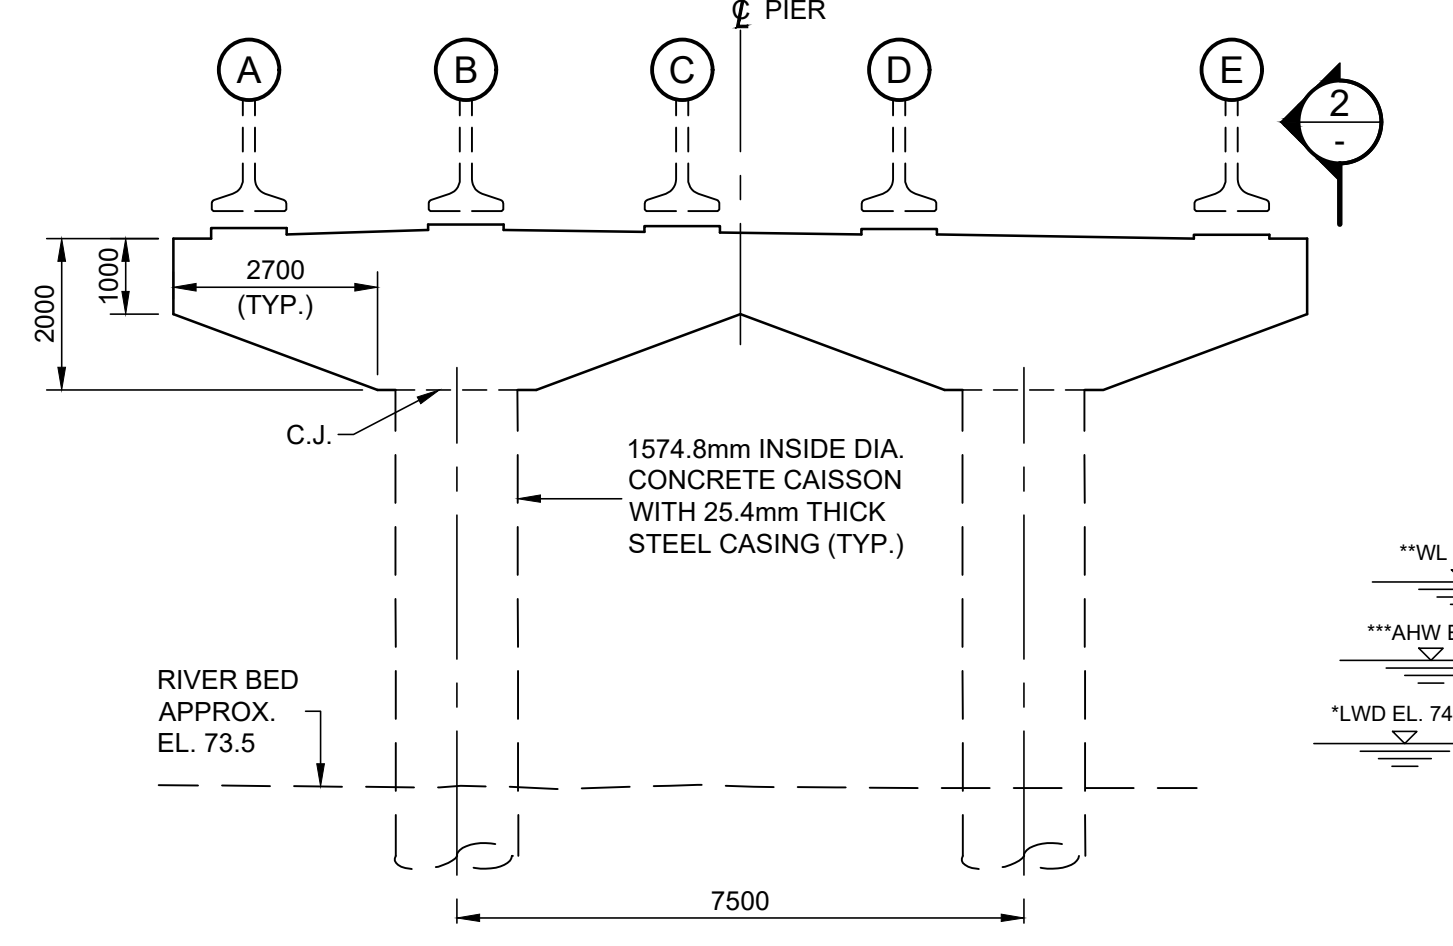 ℄ PIER
A
B
C
D
E
2
-
2700
(TYP.)
1000
2000
C.J.
1574.8mm INSIDE DIA.
CONCRETE CAISSON
WITH 25.4mm THICK
STEEL CASING (TYP.)
**WL
***AHW E
*LWD EL. 74
RIVER BED
APPROX.
EL. 73.5
7500